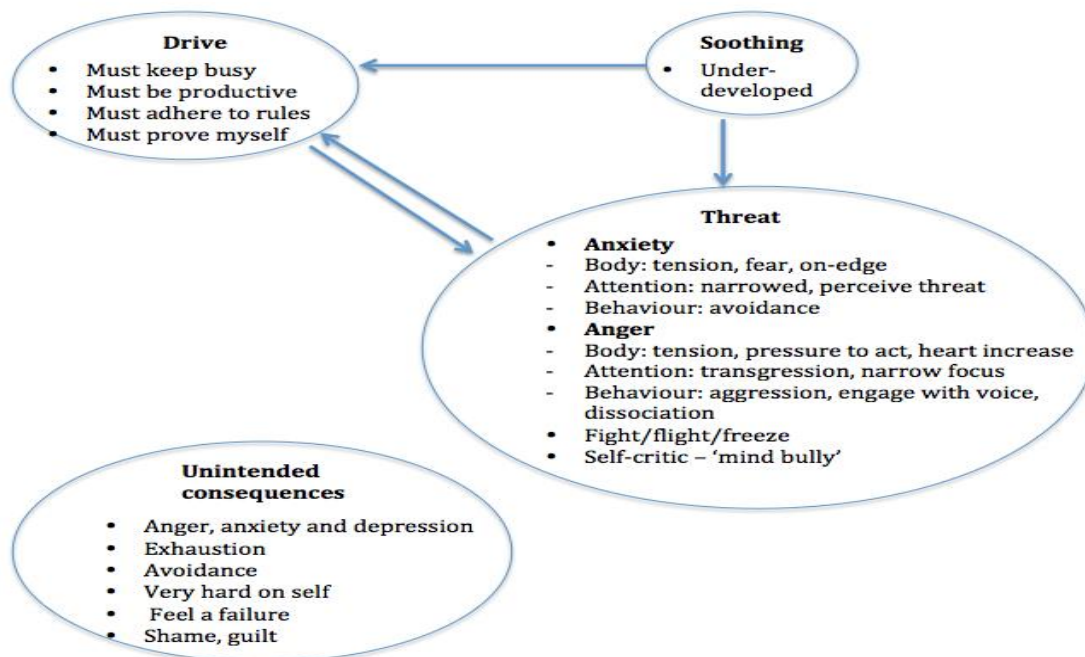 Drive
• Must keep busy
• Must be productive
• Must adhere to rules
• Must prove myself
Soothing
• Under-
developed
Threat
• Anxiety
- Body: tension, fear, on-edge
- Attention: narrowed, perceive threat
- Behaviour: avoidance
• Anger
- Body: tension, pressure to act, heart increase
- Attention: transgression, narrow focus
- Behaviour: aggression, engage with voice,
dissociation
• Fight/flight/freeze
• Self-critic – ‘mind bully’
Unintended
consequences
• Anger, anxiety and depression
• Exhaustion
• Avoidance
• Very hard on self
• Feel a failure
• Shame, guilt